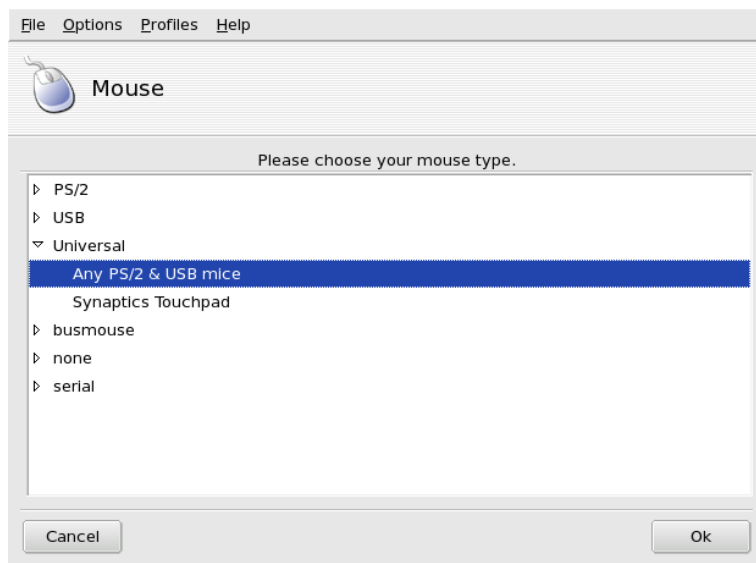 File Options Profiles Help
Mouse
Please choose your mouse type.
PS/2
USB
Universal
Any PS/2 & USB mice
Synaptics Touchpad
busmouse
none
serial
Cancel Ok